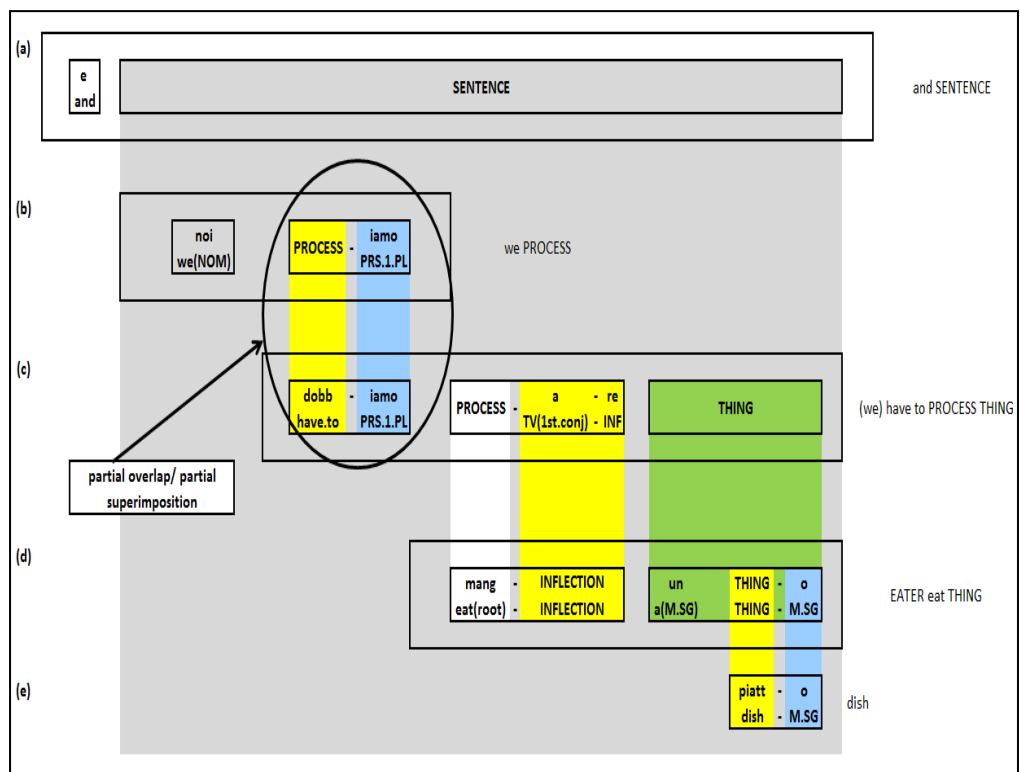 (a)
e
and
SENTENCE
and SENTENCE
(b)
noi
we(NOM)
PROCESS - iamo
PRS.1.PL
we PROCESS
(c)
dobb - iamo
have.to PRS.1.PL
PROCESS - a - re
TV(1st.conj) - INF
THING
(we) have to PROCESS THING
partial overlap/ partial
superimposition
(d)
mang - INFLECTION
eat(root) - INFLECTION
un THING - o
a(M.SG) THING - M.SG
EATER eat THING
(e)
piatt - o
dish - M.SG
dish